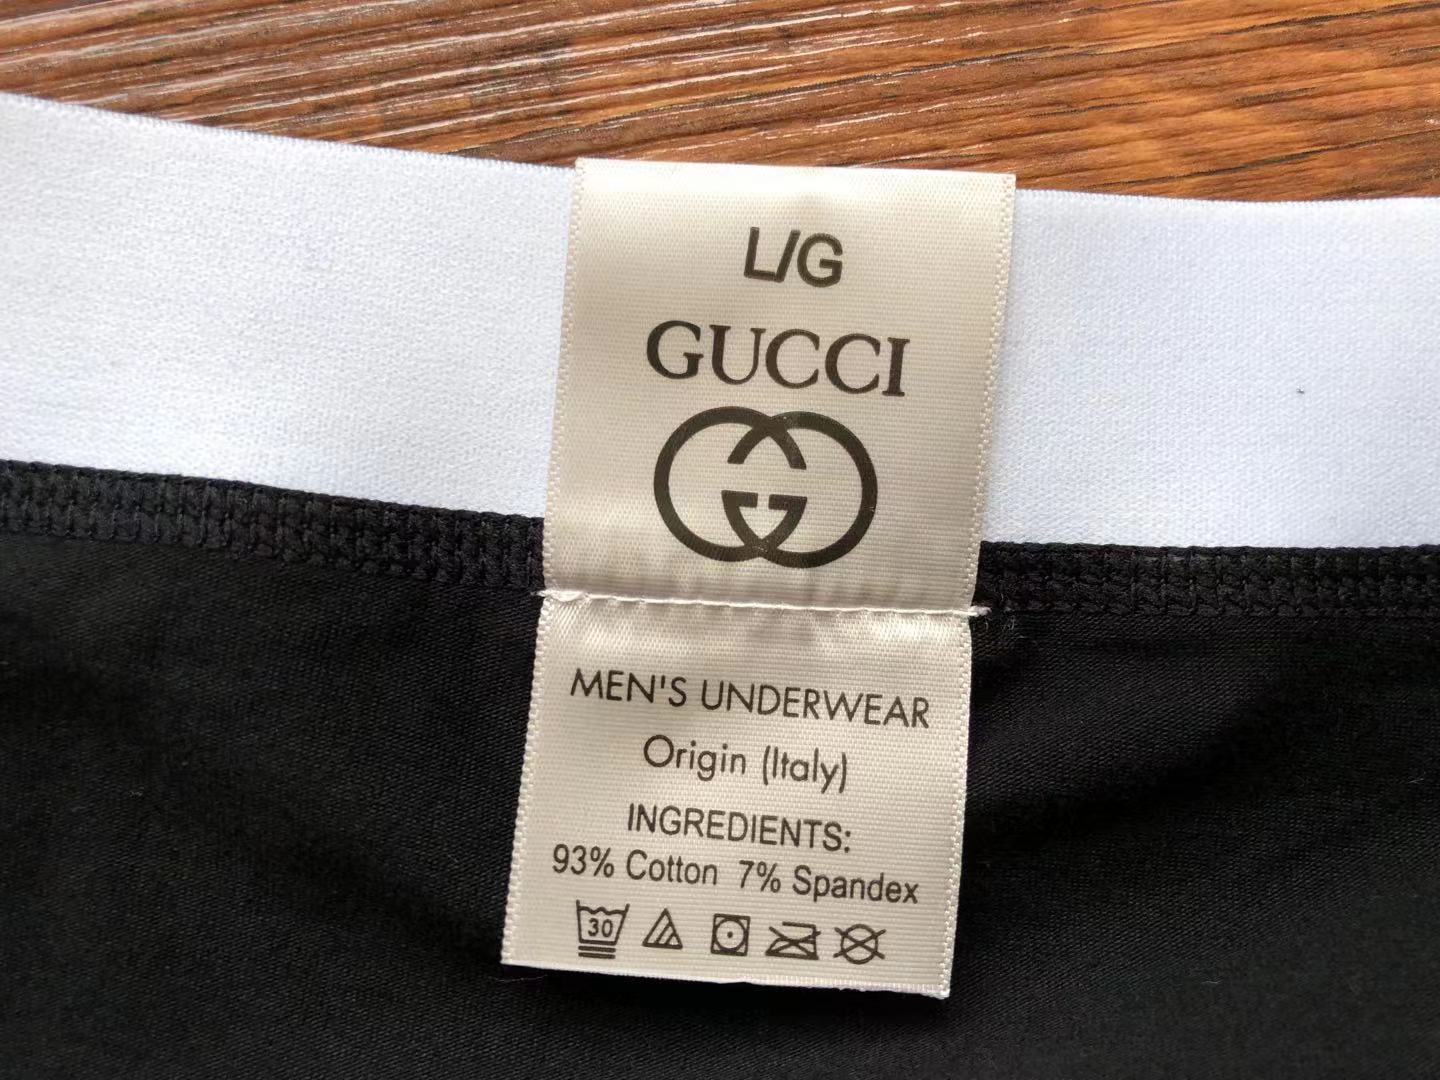 L/G
GUCCI
MEN'S UNDERWEAR
Origin (Italy)
INGREDIENTS:
93% Cotton 7% Spandex
30